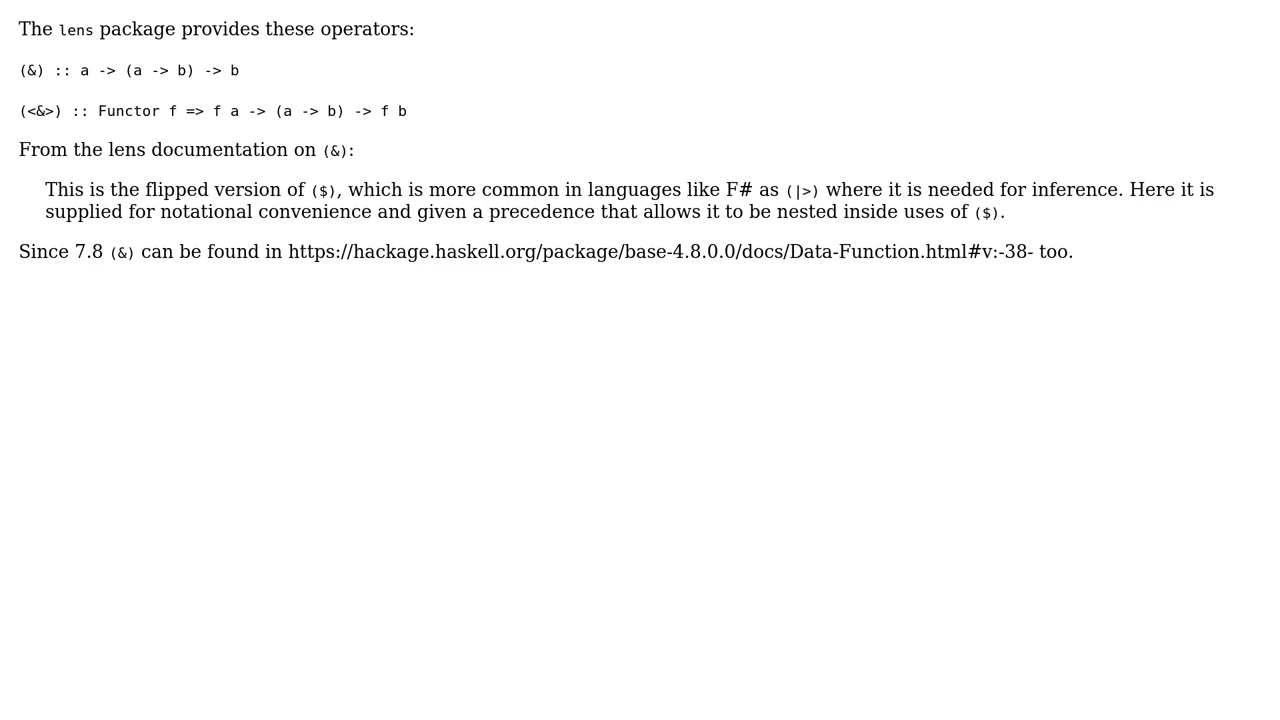 The lens package provides these operators:
(&) :: a -> (a -> b) -> b
(<&>) :: Functor f => f a -> (a -> b) -> f b
From the lens documentation on (&):
This is the flipped version of ($), which is more common in languages like F# as (|>) where it is needed for inference. Here it is
supplied for notational convenience and given a precedence that allows it to be nested inside uses of ($).
Since 7.8 (&) can be found in https://hackage.haskell.org/package/base-4.8.0.0/docs/Data-Function.html#v:-38- too.